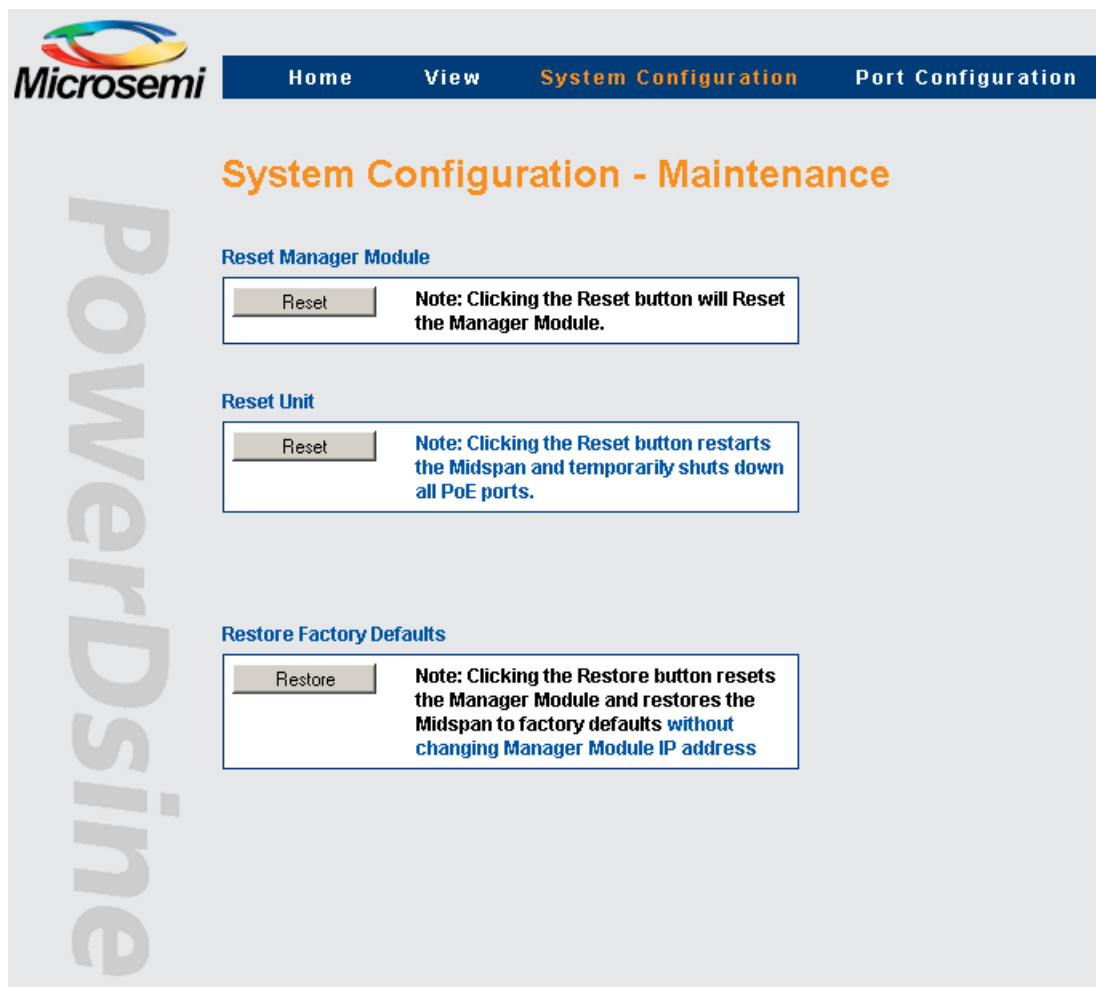 Microsemi
Home View System Configuration Port Configuration
System Configuration - Maintenance
PowerDsine
Reset Manager Module
Reset
Note: Clicking the Reset button will Reset
the Manager Module.
Reset Unit
Reset
Note: Clicking the Reset button restarts
the Midspan and temporarily shuts down
all PoE ports.
Restore Factory Defaults
Restore
Note: Clicking the Restore button resets
the Manager Module and restores the
Midspan to factory defaults without
changing Manager Module IP address